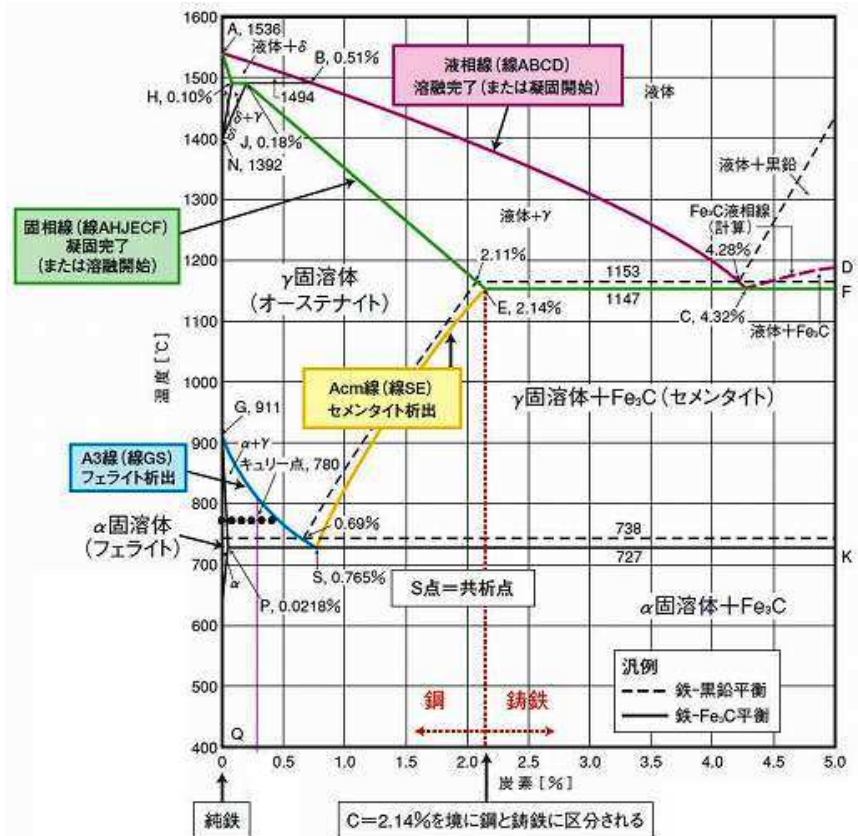 1600
1500
1400
1300
1200
1100
1000
900
800
700
600
500
400
温度[℃]
A, 1536
液体+δ
B, 0.51%
液相線(線ABCD)
溶融完了(または凝固開始)
液体
H, 0.10%
1494
δ+γ
δ
J, 0.18%
N, 1392
液体+黒鉛
固相線(線AHJECF)
凝固完了
(または溶融開始)
液体+γ
Fe₃C液相線
(計算)
4.28%
2.11%
1153
D
γ固溶体
(オーステナイト)
1147
F
E, 2.14%
C, 4.32%
液体+Fe₃C
Acm線(線SE)
セメンタイト析出
γ固溶体+Fe₃C(セメンタイト)
G, 911
α+γ
A3線(線GS)
フェライト析出
キュリー点, 780
α固溶体
(フェライト)
0.69%
738
727
K
α
S, 0.765%
P, 0.0218%
S点=共析点
α固溶体+Fe₃C
汎例
鉄-黒鉛平衡
鉄-Fe₃C平衡
鋼
鋳鉄
Q
0
0.5
1.0
1.5
2.0
2.5
3.0
3.5
4.0
4.5
5.0
炭素[%]
純鉄
C=2.14%を境に鋼と鋳鉄に区分される